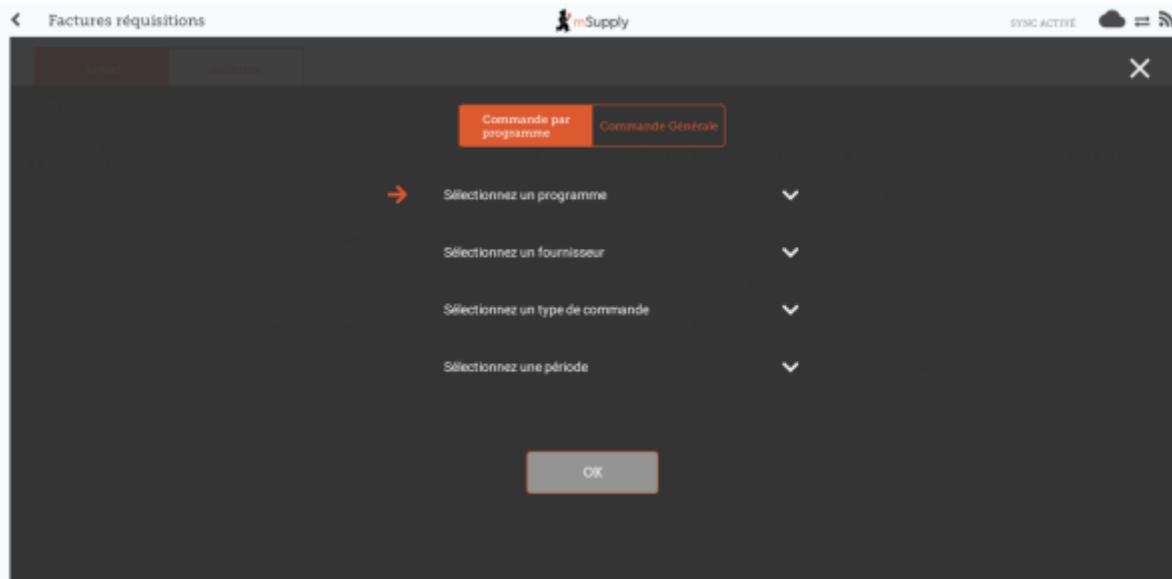 Factures réquisitions
mSupply
SYNC ACTIVÉ
Commande par
programme
Commande Générale
Sélectionnez un programme
Sélectionnez un fournisseur
Sélectionnez un type de commande
Sélectionnez une période
OK